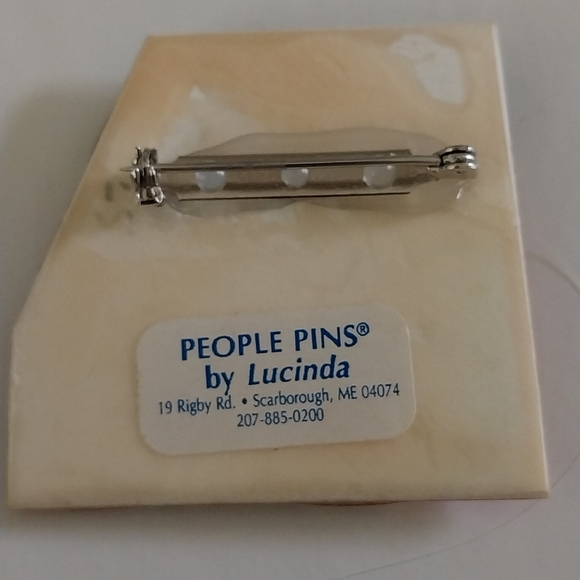 PEOPLE PINS®
by Lucinda
19 Rigby Rd. • Scarborough, ME 04074
207-885-0200